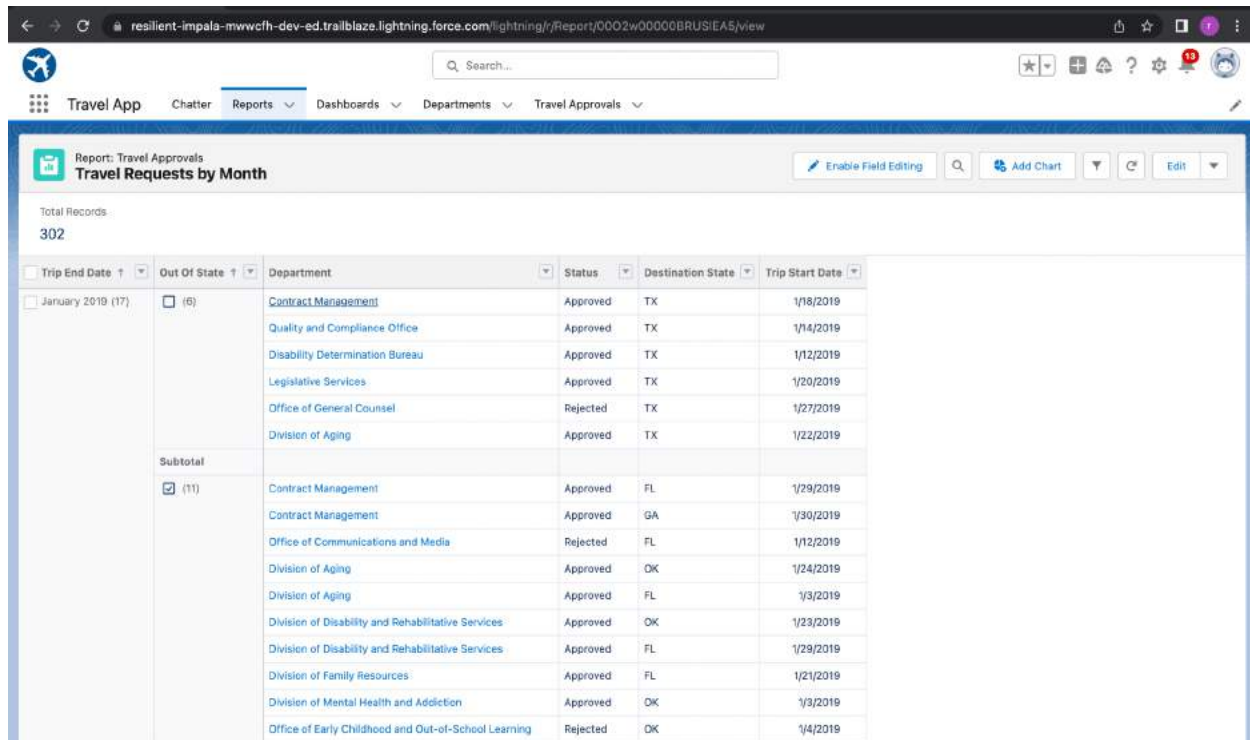 resilient-impala-mwwcfh-dev-ed.trailblaze.lightning.force.com/lightning/r/Report/00O2w00000BRUSIEA5/view
Search...
13
Travel App Chatter Reports Dashboards Departments Travel Approvals
Report: Travel Approvals
Travel Requests by Month
Enable Field Editing Add Chart Edit
Total Records
302
Trip End Date ↑ Out Of State ↑ Department Status Destination State Trip Start Date
January 2019 (17) (6) Contract Management Approved TX 1/18/2019
Quality and Compliance Office Approved TX 1/14/2019
Disability Determination Bureau Approved TX 1/12/2019
Legislative Services Approved TX 1/20/2019
Office of General Counsel Rejected TX 1/27/2019
Division of Aging Approved TX 1/22/2019
Subtotal
(11) Contract Management Approved FL 1/29/2019
Contract Management Approved GA 1/30/2019
Office of Communications and Media Rejected FL 1/12/2019
Division of Aging Approved OK 1/24/2019
Division of Aging Approved FL 1/3/2019
Division of Disability and Rehabilitative Services Approved OK 1/23/2019
Division of Disability and Rehabilitative Services Approved FL 1/29/2019
Division of Family Resources Approved FL 1/21/2019
Division of Mental Health and Addiction Approved OK 1/3/2019
Office of Early Childhood and Out-of-School Learning Rejected OK 1/4/2019